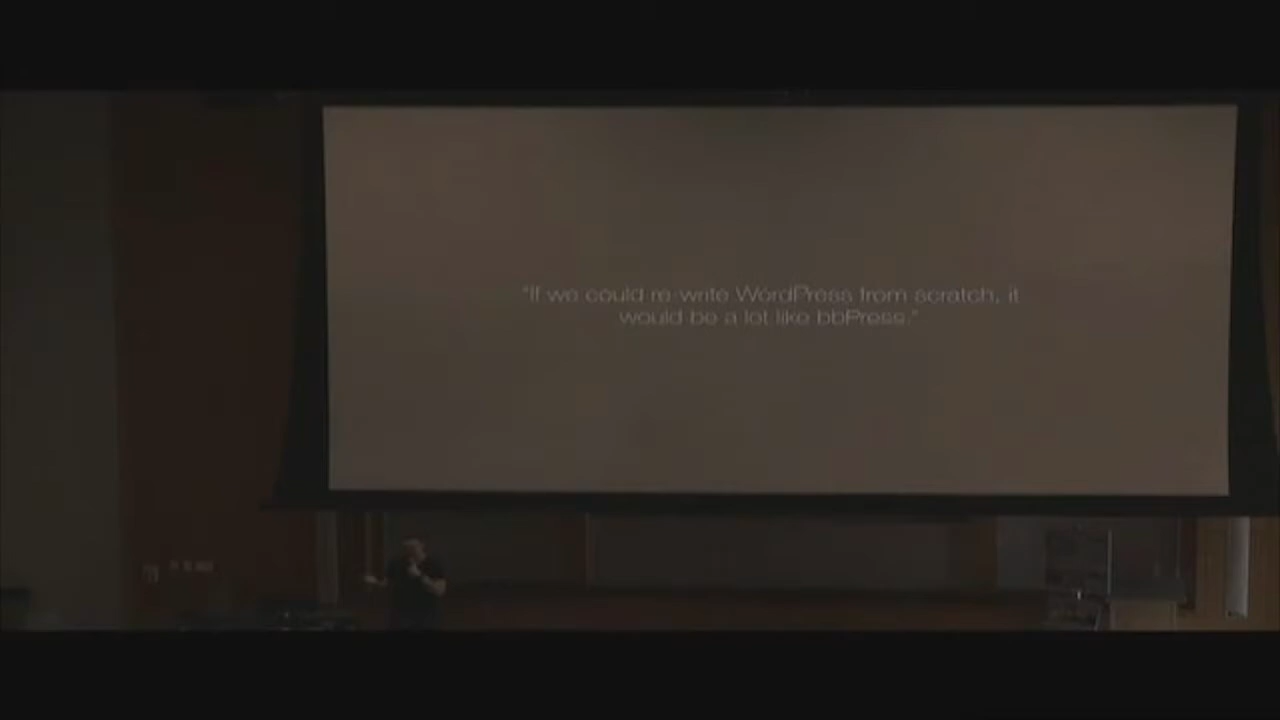 "If we could re-write WordPress from scratch, it
would be a lot like bbPress."